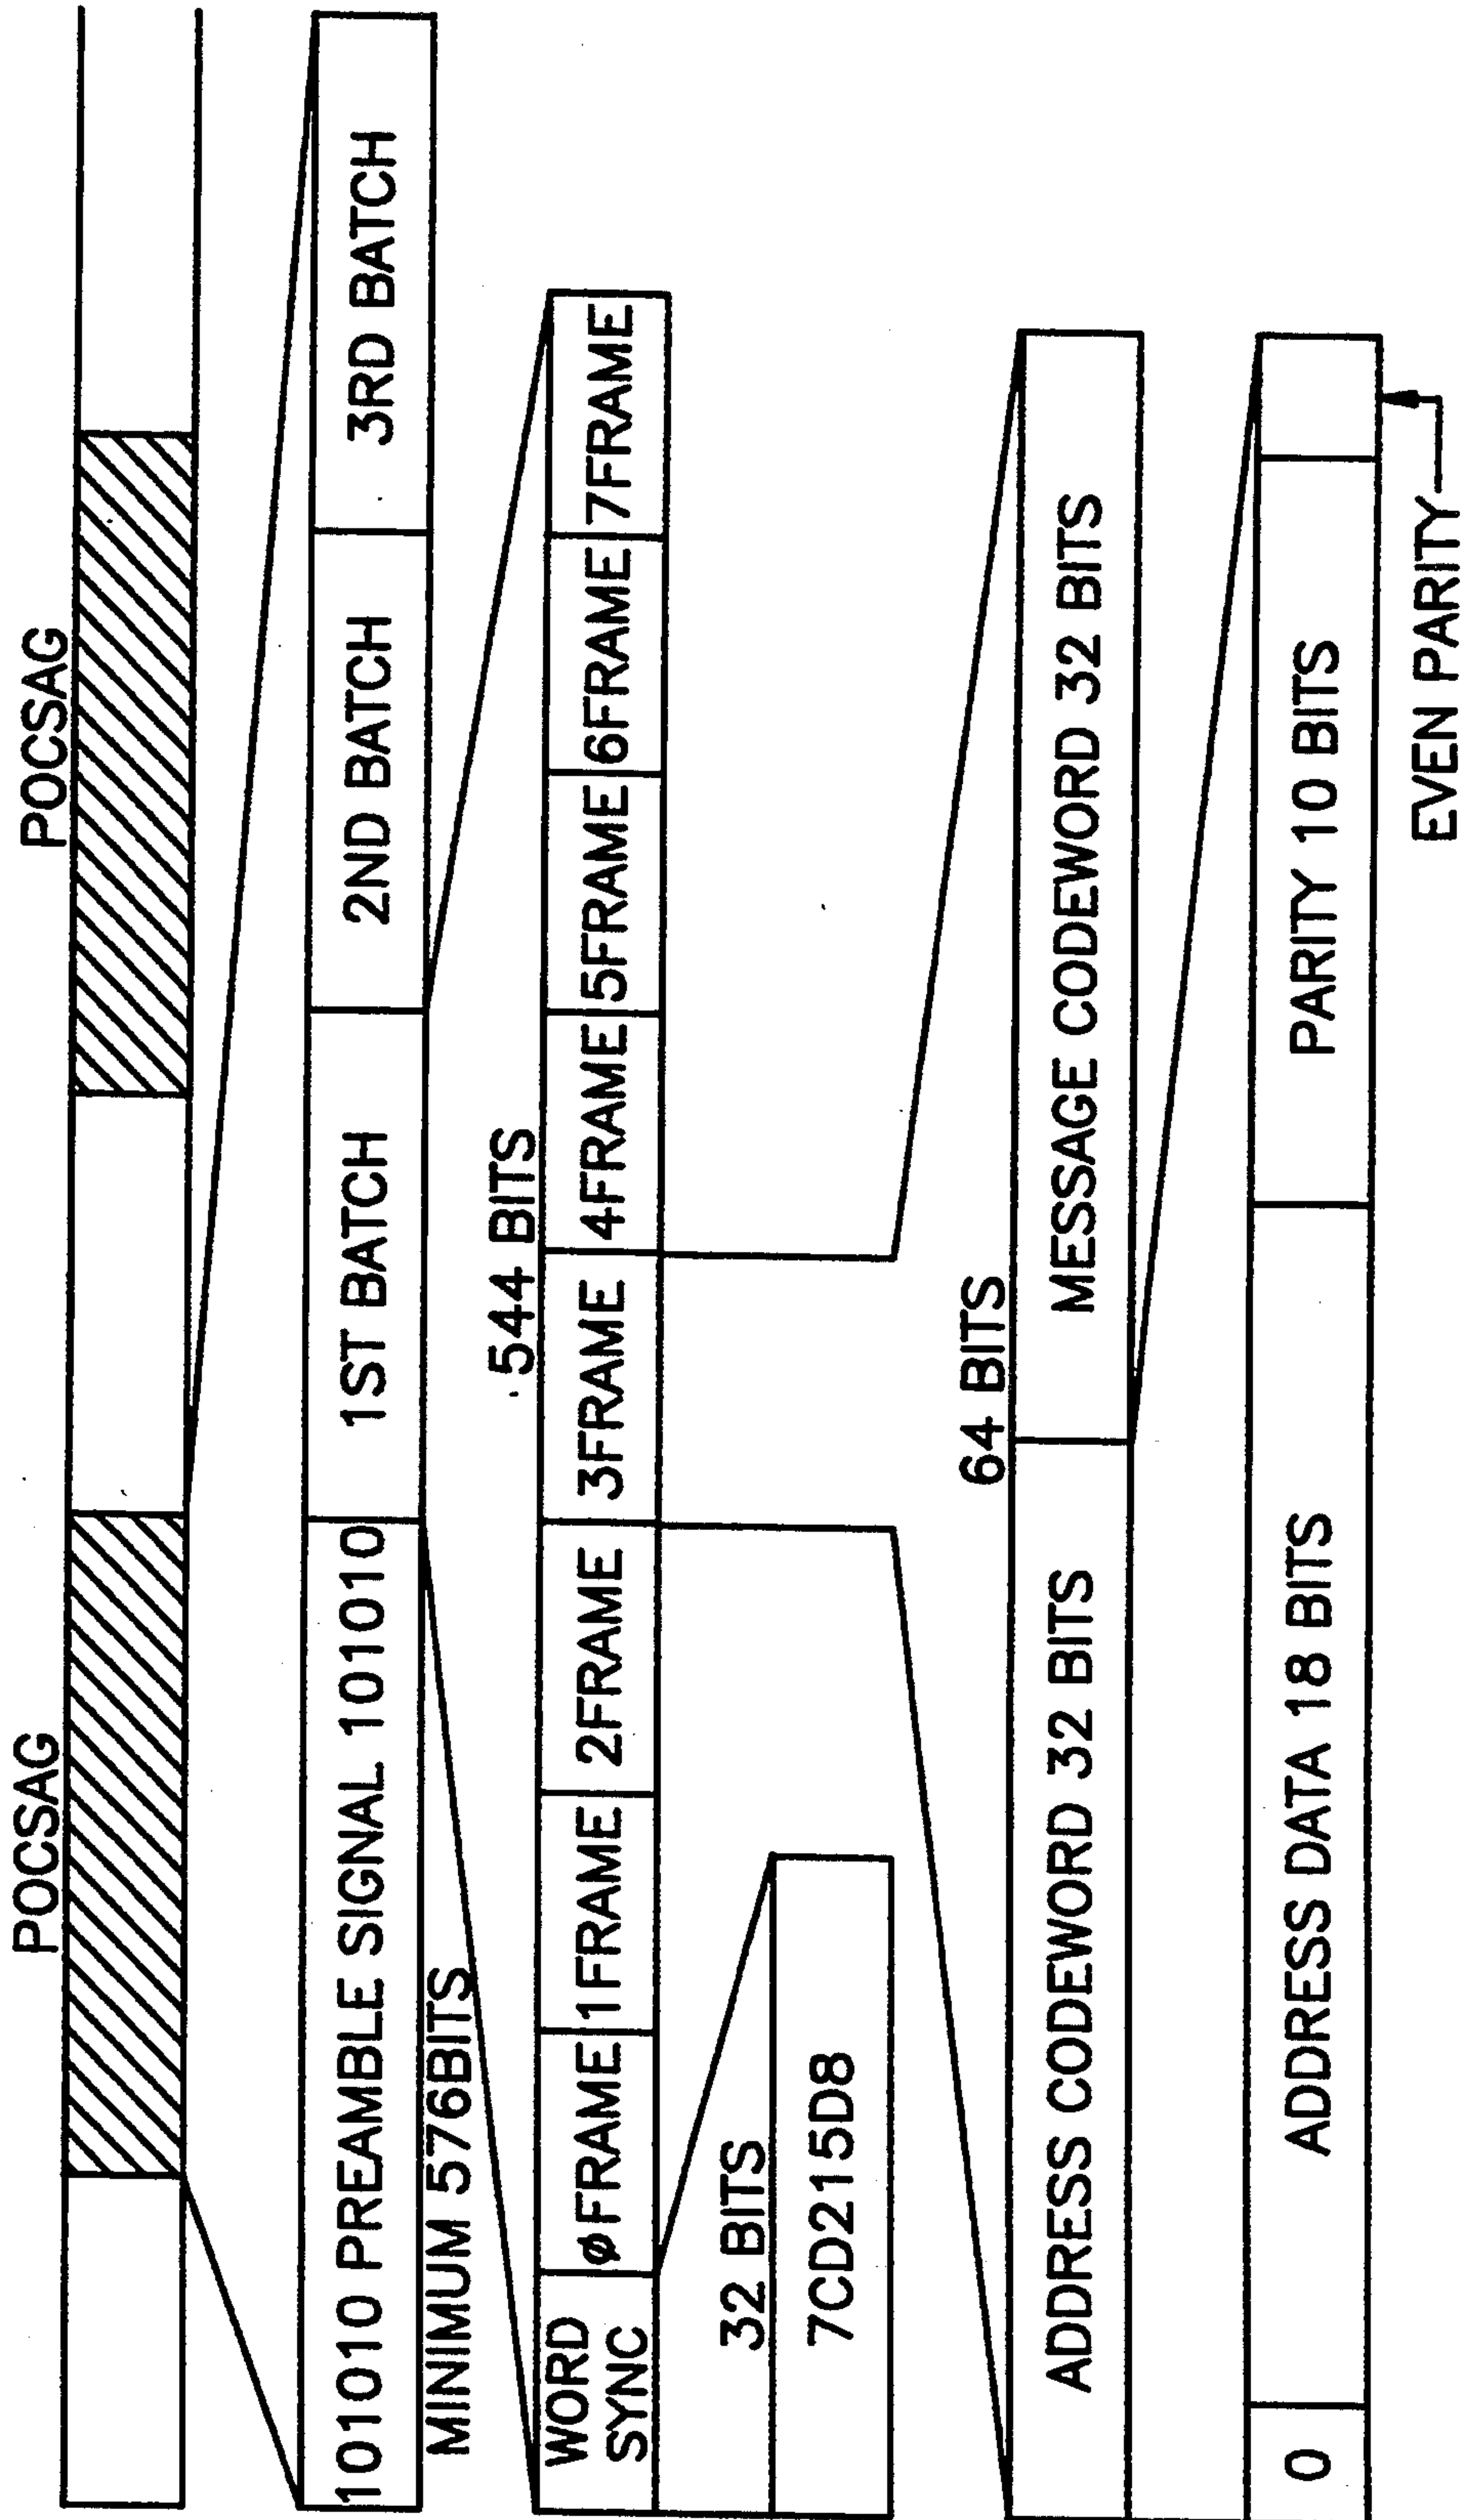 POCSAG
POCSAG
101010 PREAMBLE SIGNAL 101010
1ST BATCH
2ND BATCH
3RD BATCH
MINIMUM 576BITS
544 BITS
WORD
SYNC
øFRAME
1FRAME
2FRAME
3FRAME
4FRAME
5FRAME
6FRAME
7FRAME
32 BITS
7CD215D8
64 BITS
ADDRESS CODEWORD 32 BITS
MESSAGE CODEWORD 32 BITS
0
ADDRESS DATA 18 BITS
PARITY 10 BITS
EVEN PARITY